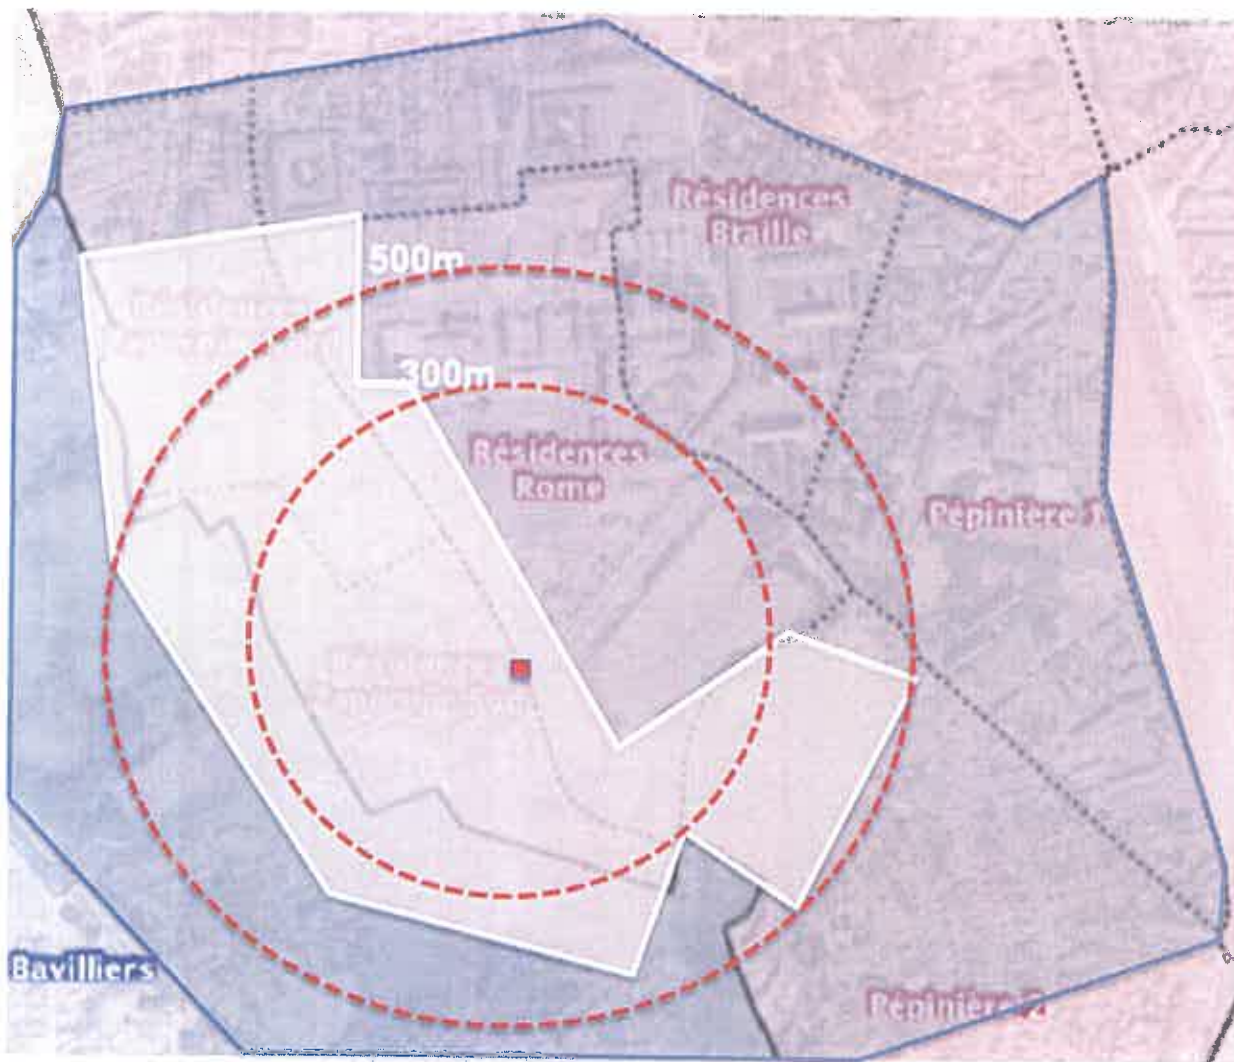 Résidences
Braille
500m
300m
Résidences
Rome
Pépinière 1
Bavilliers
Pépinière 2